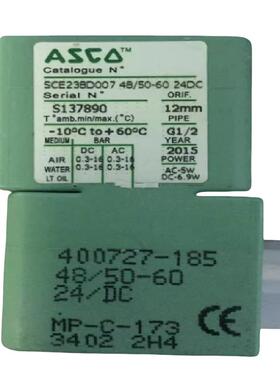 ASCO™
Catalogue N°
SCE238D007 48/50-60 24DC
Serial N° ORIF.
S137890 12mm
T°amb.min/max.(°C) PIPE
-10°C to +60°C G1/2
MEDIUM BAR YEAR
DC AC 2015
AIR 0.3-16 0.3-16 POWER
WATER 0.3-16 0.3-16 AC-5W
LT OIL DC-6.9W
400727-185
48/50-60
24/DC
MP-C-173 CE
3402 2H4